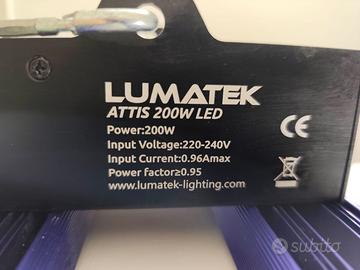 LUMATEK
ATTIS 200W LED
Power:200W
Input Voltage:220-240V
Input Current:0.96Amax
Power factor≥0.95
www.lumatek-lighting.com
CE
subito